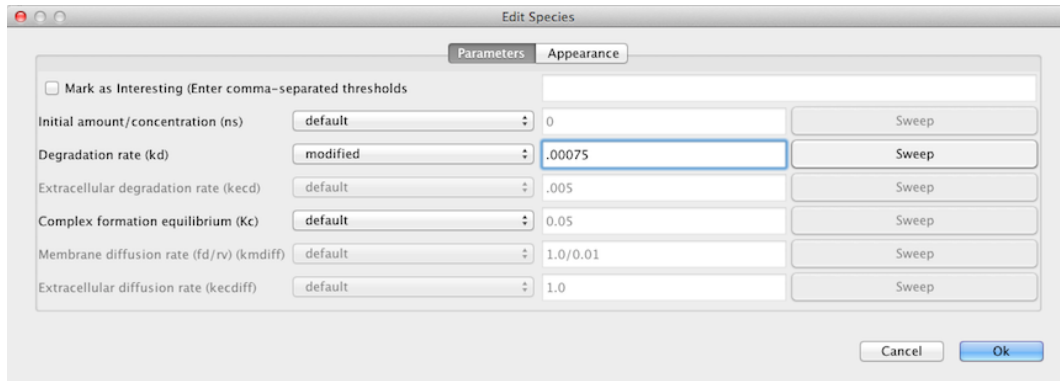 Edit Species
Parameters Appearance
Mark as Interesting (Enter comma-separated thresholds
Initial amount/concentration (ns) default 0 Sweep
Degradation rate (kd) modified .00075 Sweep
Extracellular degradation rate (kecd) default .005 Sweep
Complex formation equilibrium (Kc) default 0.05 Sweep
Membrane diffusion rate (fd/rv) (kmdiff) default 1.0/0.01 Sweep
Extracellular diffusion rate (kecdiff) default 1.0 Sweep
Cancel Ok